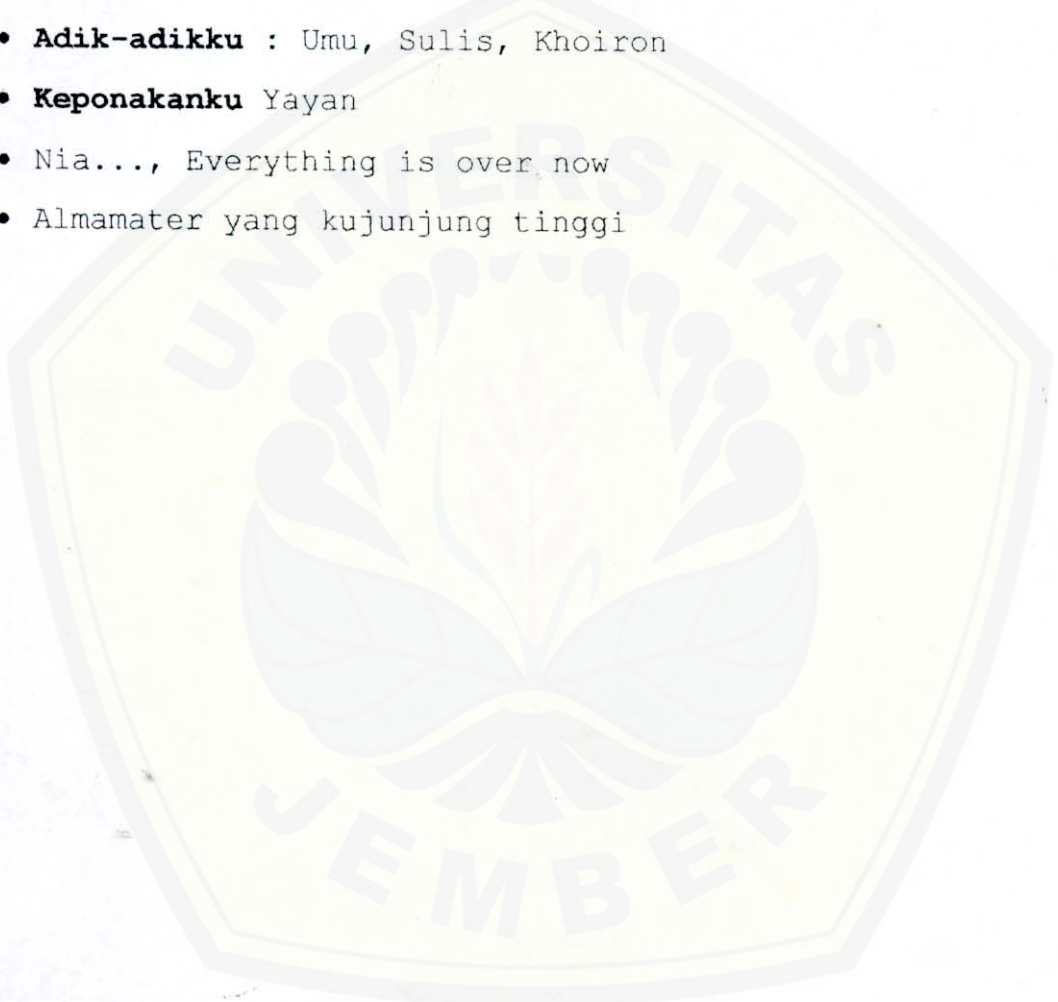 • Adik-adikku : Umu, Sulis, Khoiron
• Keponakanku Yayan
• Nia..., Everything is over now
• Almamater yang kujunjung tinggi
UNIVERSITAS
JEMBER